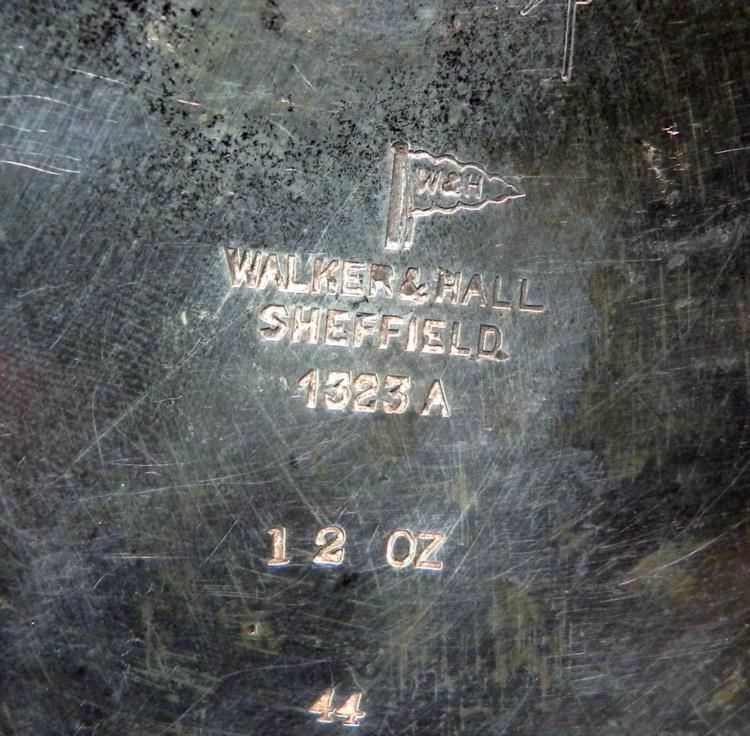 W&H
WALKER & HALL
SHEFFIELD
1323 A
12 OZ
44